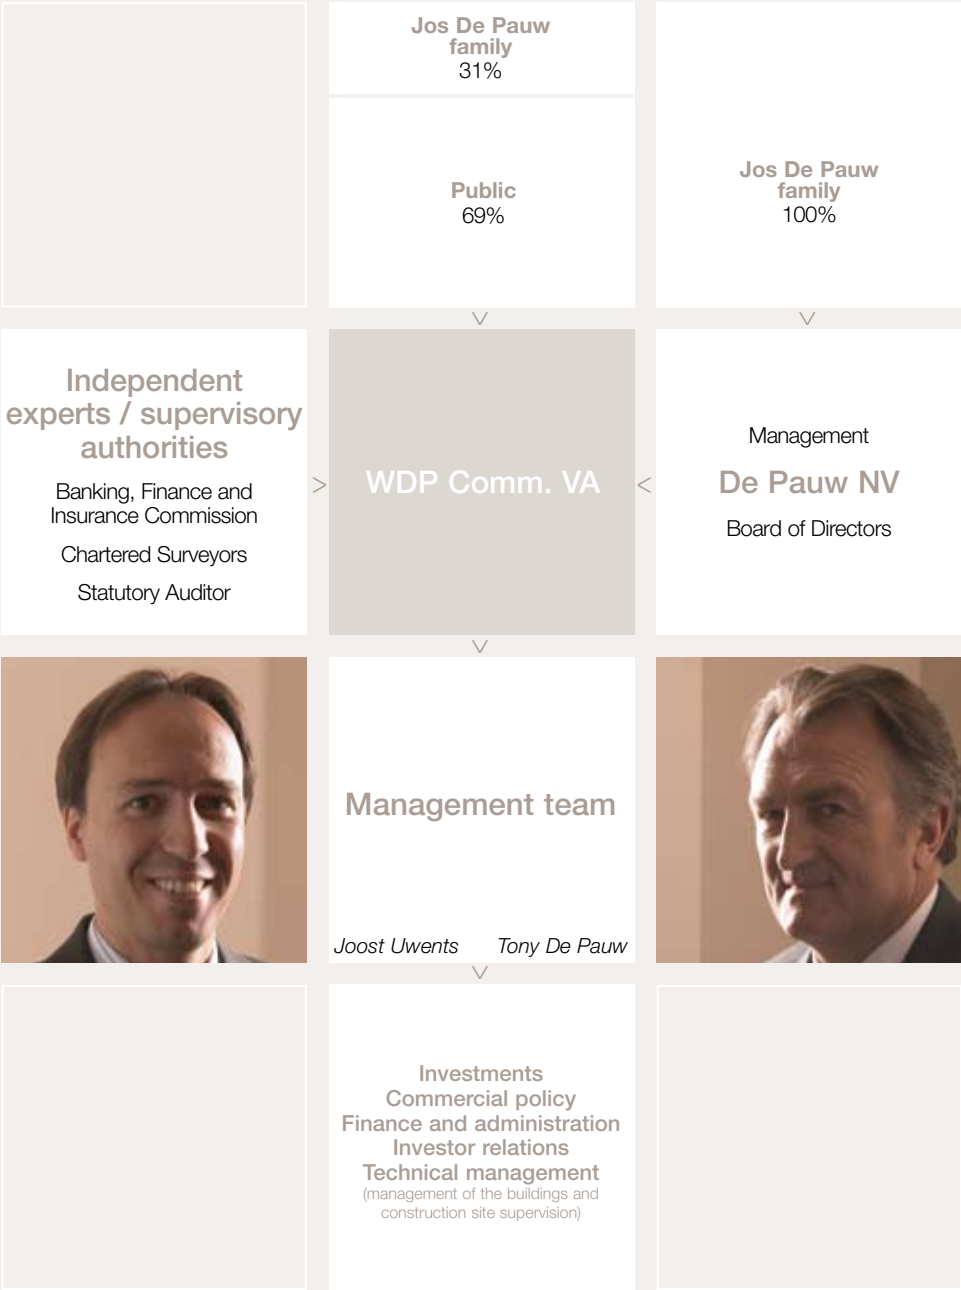 Jos De Pauw
family
31%
Public
69%
Jos De Pauw
family
100%
Independent
experts / supervisory
authorities
Banking, Finance and
Insurance Commission
Chartered Surveyors
Statutory Auditor
>
WDP Comm. VA
<
Management
De Pauw NV
Board of Directors
Management team
Joost Uwents Tony De Pauw
Investments
Commercial policy
Finance and administration
Investor relations
Technical management
(management of the buildings and
construction site supervision)